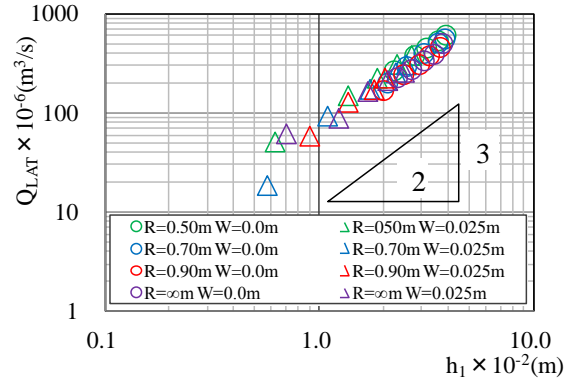 1000
100
10
1
Q_LAT × 10⁻⁶(m³/s)
3
2
R=0.50m W=0.0m
R=050m W=0.025m
R=0.70m W=0.0m
R=0.70m W=0.025m
R=0.90m W=0.0m
R=0.90m W=0.025m
R=∞m W=0.0m
R=∞m W=0.025m
0.1
1.0
10.0
h₁ × 10⁻²(m)